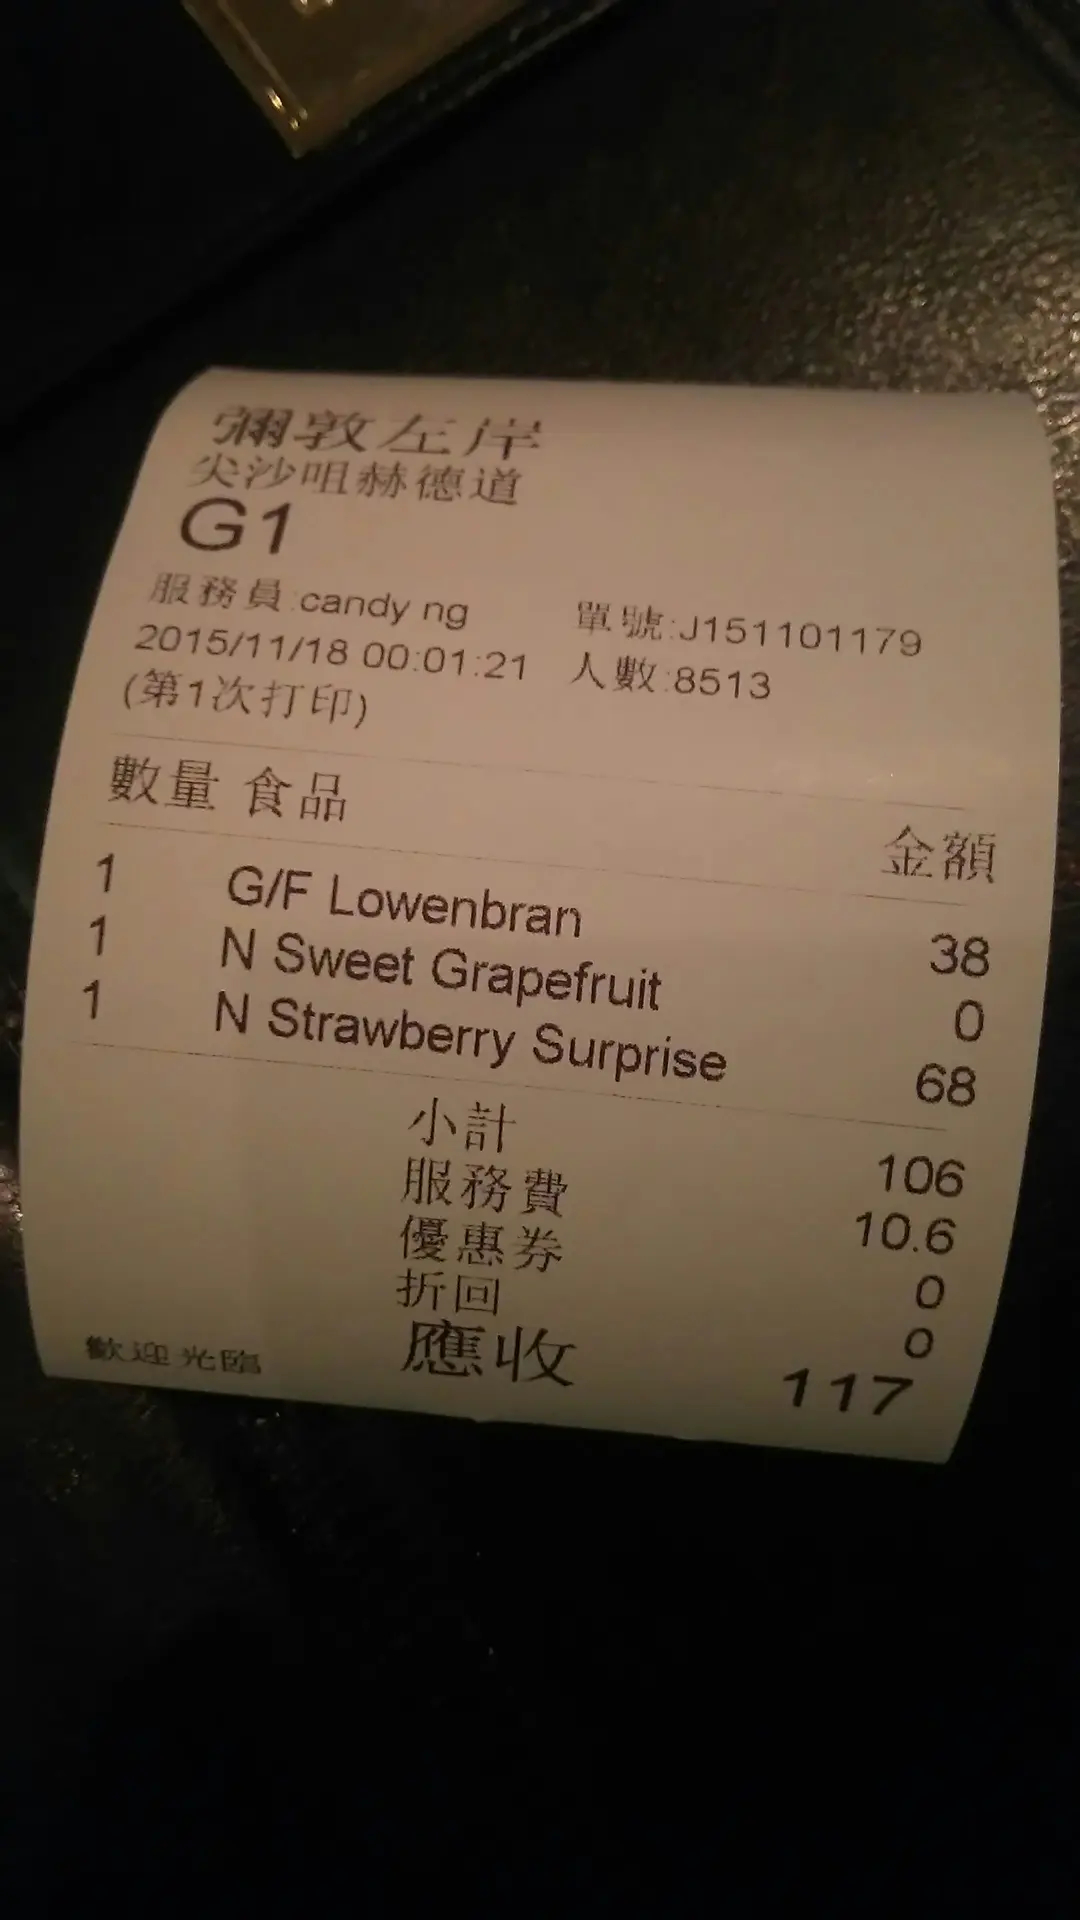 彌敦左岸
尖沙咀赫德道
G1
服務員:candy ng 單號:J151101179
2015/11/18 00:01:21 人數:8513
(第1次打印)
數量 食品 金額
1 G/F Lowenbran 38
1 N Sweet Grapefruit 0
1 N Strawberry Surprise 68
小計 106
服務費 10.6
優惠券 0
折回 0
應收 117
歡迎光臨